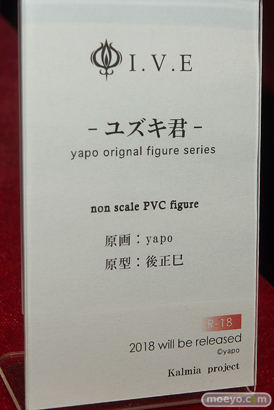 I.V.E
-ユズキ君-
yapo orignal figure series
non scale PVC figure
原画：yapo
原型：後正巳
R-18
2018 will be released
©yapo
Kalmia project
moeyo.com